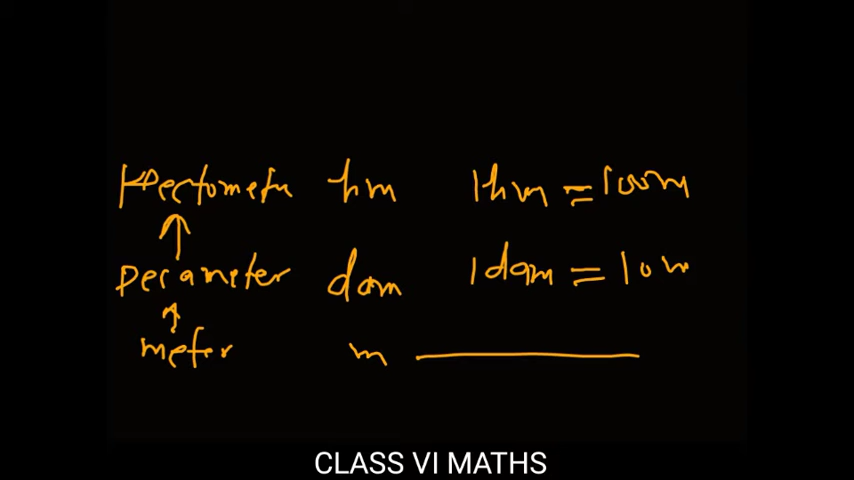 Hectometer hm 1hm = 100m
Decameter dam 1dam = 10m
meter m
CLASS VI MATHS